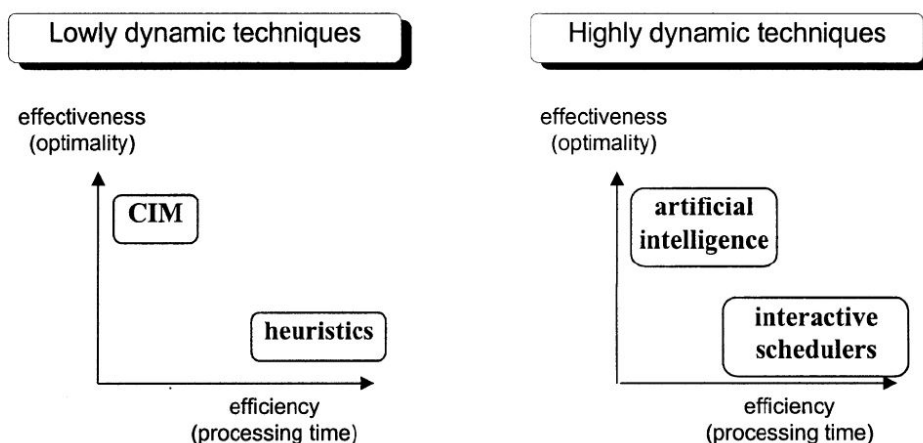 Lowly dynamic techniques
effectiveness
(optimality)
CIM
heuristics
efficiency
(processing time)
Highly dynamic techniques
effectiveness
(optimality)
artificial
intelligence
interactive
schedulers
efficiency
(processing time)